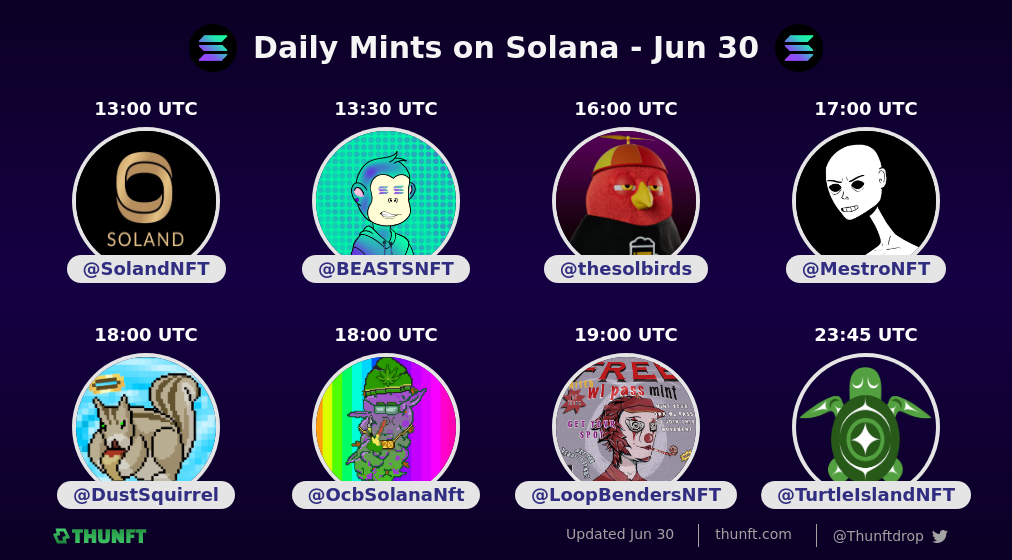 Daily Mints on Solana - Jun 30
13:00 UTC
13:30 UTC
16:00 UTC
17:00 UTC
SOLAND
@SolandNFT
@BEASTSNFT
@thesolbirds
@MestroNFT
18:00 UTC
18:00 UTC
19:00 UTC
23:45 UTC
FREE
wl pass mint
GET YOUR
SPOT
20
@DustSquirrel
@OcbSolanaNft
@LoopBendersNFT
@TurtleIslandNFT
THUNFT
Updated Jun 30
thunft.com
@Thunftdrop